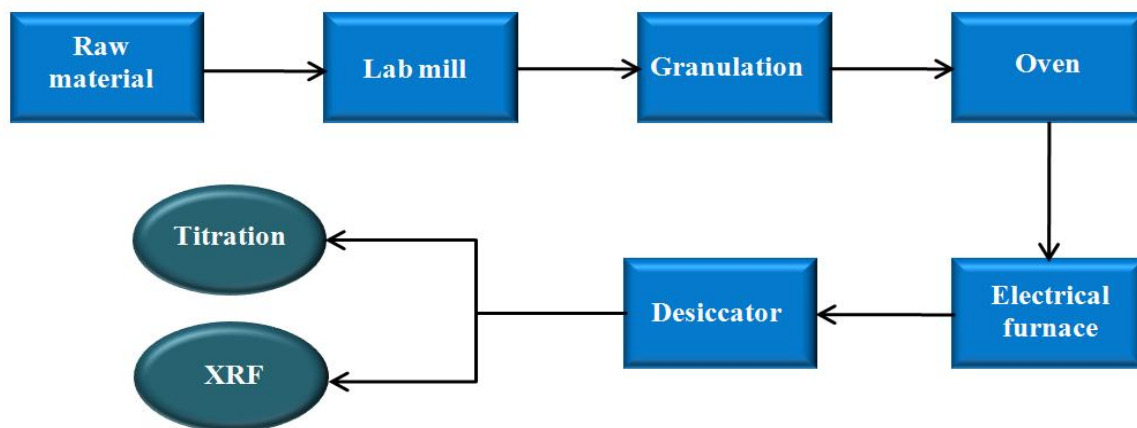 Raw
material
Lab mill
Granulation
Oven
Electrical
furnace
Desiccator
Titration
XRF